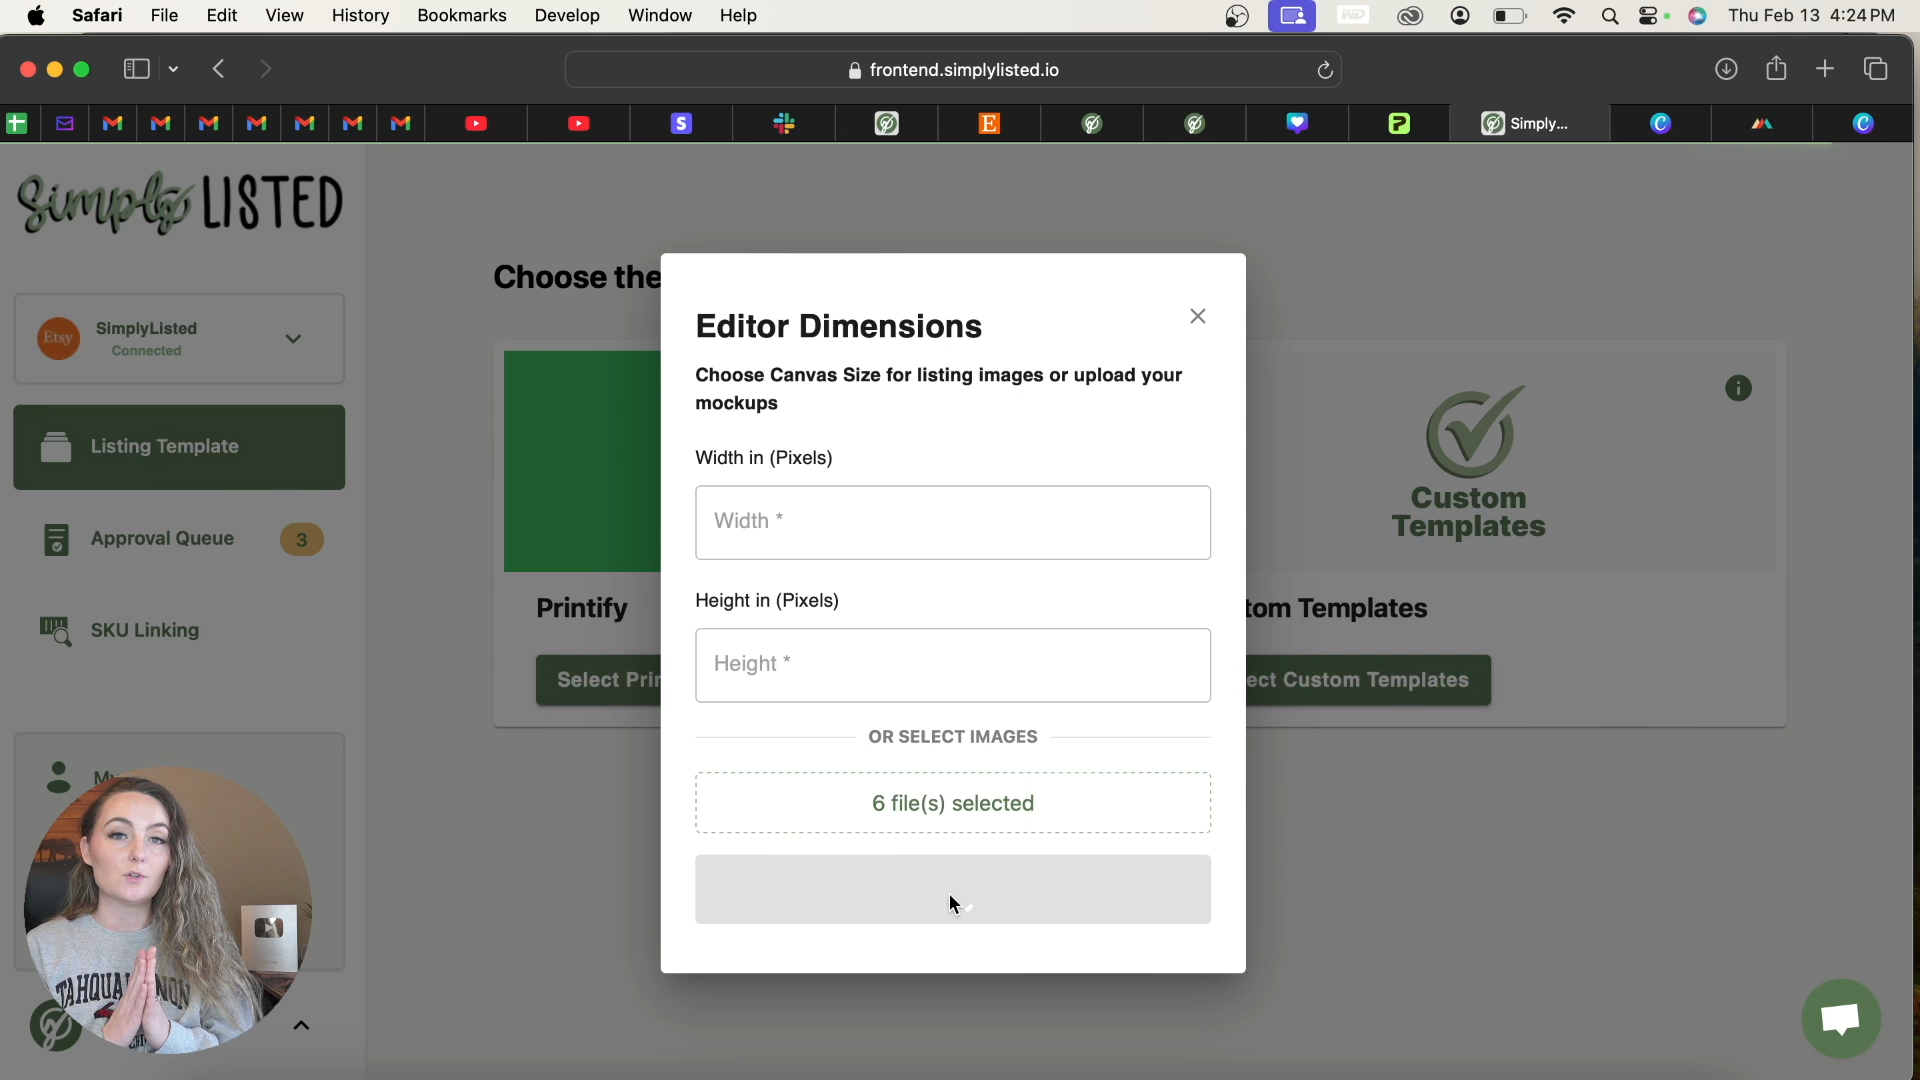 Safari File Edit View History Bookmarks Develop Window Help
Thu Feb 13 4:24 PM
frontend.simplylisted.io
Simply...
Simply LISTED
Etsy
SimplyListed
Connected
Listing Template
Approval Queue 3
SKU Linking
My
Choose the
Printify
Select Prin
Custom
Templates
tom Templates
ect Custom Templates
Editor Dimensions
Choose Canvas Size for listing images or upload your
mockups
Width in (Pixels)
Width *
Height in (Pixels)
Height *
OR SELECT IMAGES
6 file(s) selected